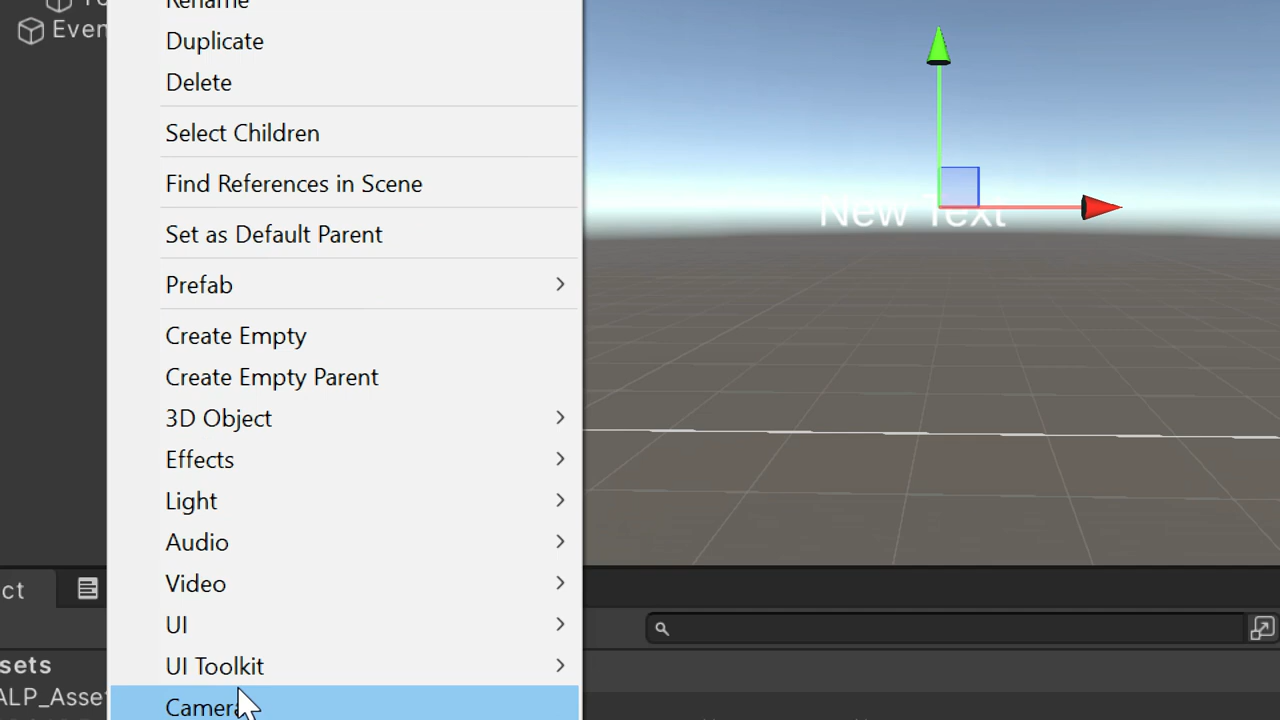 Rename
Even
Duplicate
Delete
Select Children
Find References in Scene
Set as Default Parent
New Text
Prefab
Create Empty
Create Empty Parent
3D Object
Effects
Light
Audio
Video
ct
UI
UI Toolkit
sets
ALP_Asset
Camera